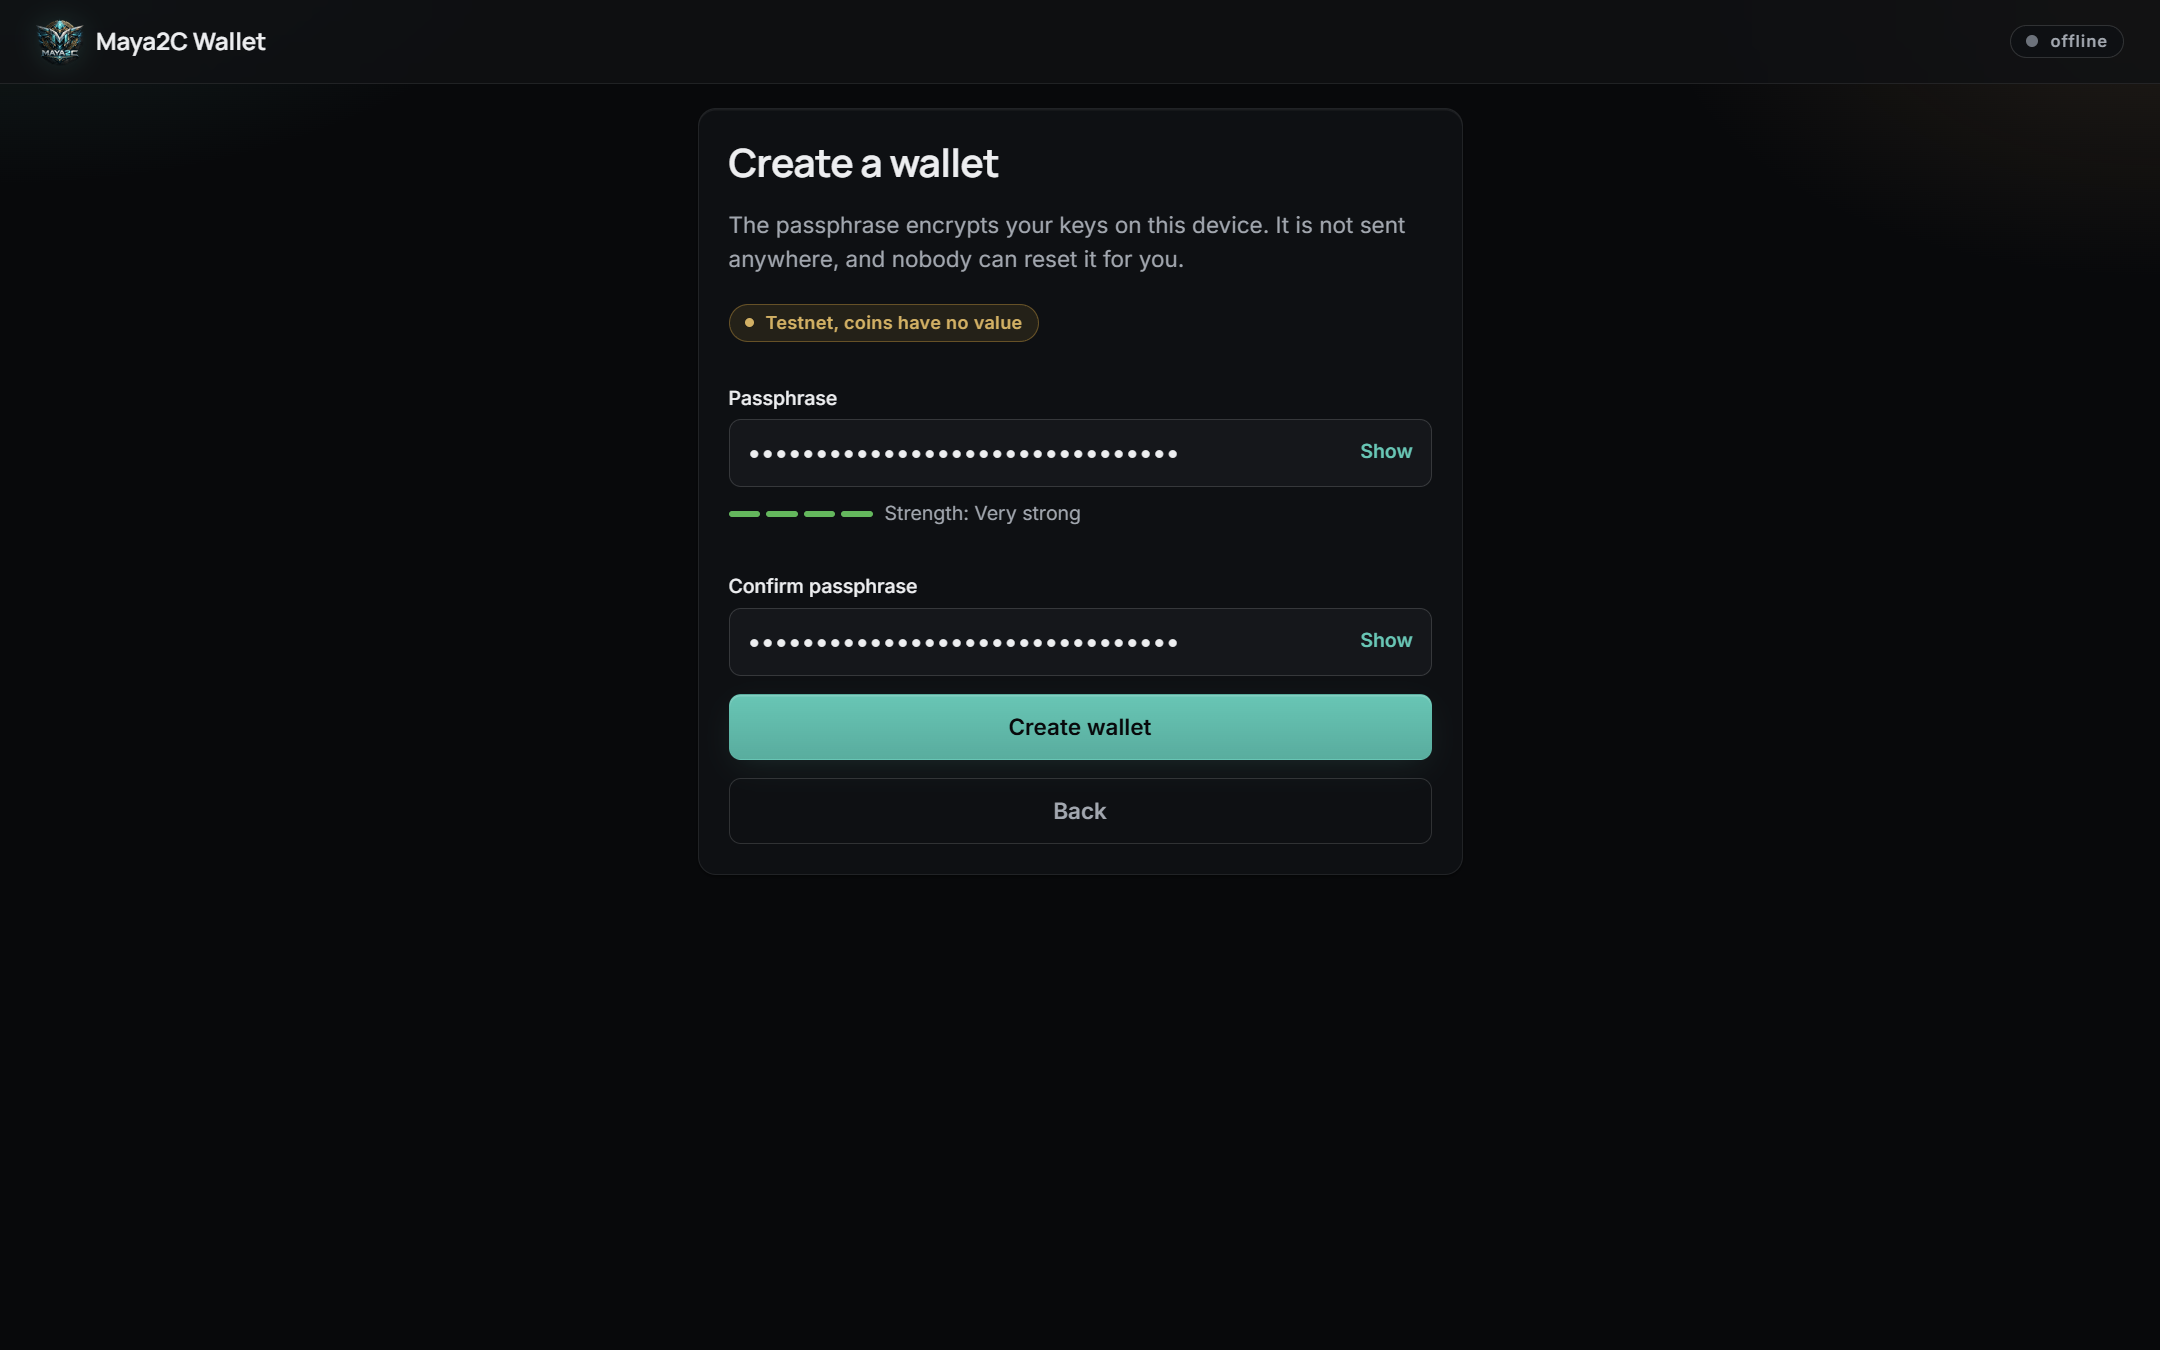 MAYA2C
Maya2C Wallet
offline
Create a wallet
The passphrase encrypts your keys on this device. It is not sent
anywhere, and nobody can reset it for you.
Testnet, coins have no value
Passphrase
••••••••••••••••••••••••••••••••
Show
Strength: Very strong
Confirm passphrase
••••••••••••••••••••••••••••••••
Show
Create wallet
Back